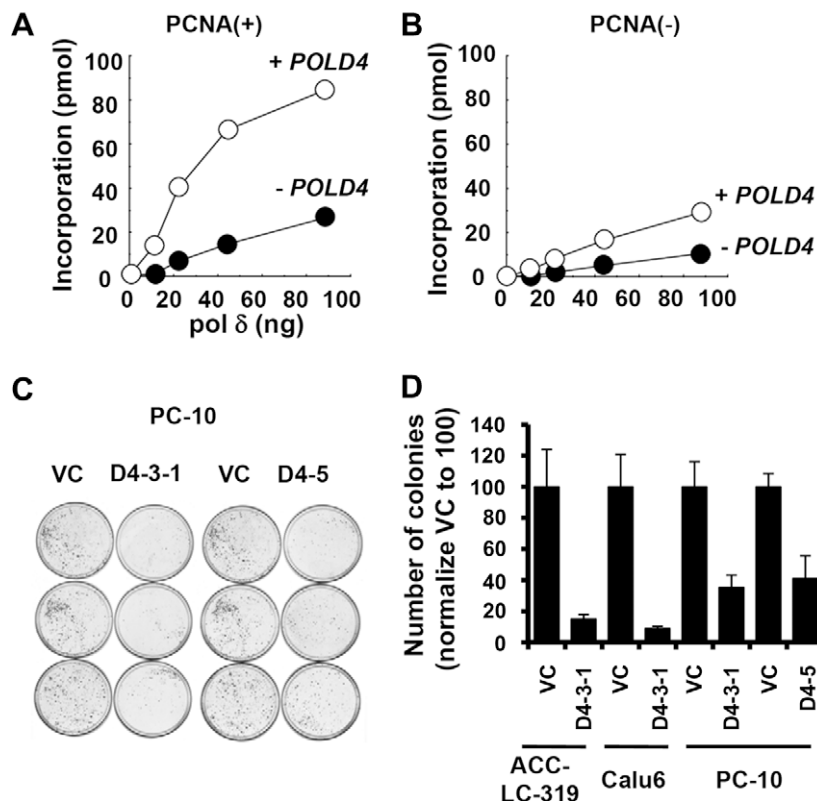 A
PCNA(+)
Incorporation (pmol)
100
80
60
40
20
0
+ POLD4
- POLD4
0 20 40 60 80 100
pol δ (ng)
B
PCNA(-)
Incorporation (pmol)
100
80
60
40
20
0
+ POLD4
- POLD4
0 20 40 60 80 100
C
PC-10
VC D4-3-1 VC D4-5
D
Number of colonies
(normalize VC to 100)
140
120
100
80
60
40
20
0
VC D4-3-1 VC D4-3-1 VC D4-3-1 VC D4-5
ACC-
LC-319
Calu6
PC-10